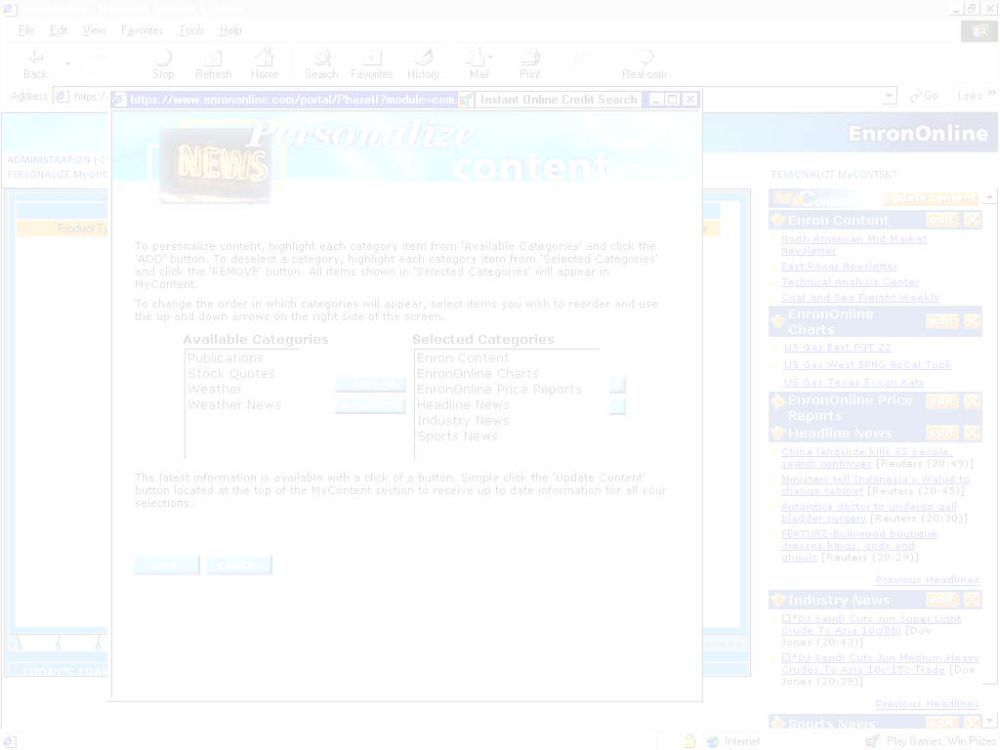 EnronOnline - Microsoft Internet Explorer
File Edit View Favorites Tools Help
Back Stop Refresh Home Search Favorites History Mail Print Edit Real.com
Address https:/ Go Links »
https://www.enrononline.com/portal/PhaseII?module=com. Instant Online Credit Search
EnronOnline
ADMINISTRATION | C
PERSONALIZE MyQUO
PERSONALIZE MyCONTENT
Product Ty
e
TODAY'S TRAN
Personalize
content
NEWS
To personalize content, highlight each category item from 'Available Categories' and click the
'ADD' button. To deselect a category, highlight each category item from 'Selected Categories'
and click the 'REMOVE' button. All items shown in 'Selected Categories' will appear in
MyContent.
To change the order in which categories will appear, select items you wish to reorder and use
the up and down arrows on the right side of the screen.
Available Categories
Publications
Stock Quotes
Weather
Weather News
ADD
REMOVE
Selected Categories
Enron Content
EnronOnline Charts
EnronOnline Price Reports
Headline News
Industry News
Sports News
The latest information is available with a click of a button. Simply click the 'Update Content'
button located at the top of the MyContent section to receive up to date information for all your
selections.
SAVE CANCEL
MyContent update content
Enron Content edit
North American Mid Market
Newsletter
East Power Newsletter
Technical Analysis Center
Coal and Sea Freight Weekly
EnronOnline edit
Charts
US Gas East FGT Z2
US Gas West EPNG SoCal Topk
US Gas Texas Exxon Katy
EnronOnline Price edit
Reports
Headline News edit
China landslide kills 62 people,
search continues [Reuters (20:49)]
Ministers tell Indonesia's Wahid to
change cabinet [Reuters (20:45)]
Antarctica doctor to undergo gall
bladder surgery [Reuters (20:30)]
FEATURE-Bollywood boutique
dresses kings, gods and
ghouls [Reuters (20:29)]
Previous Headlines
Industry News edit
*DJ Saudi Cuts Jun Super Light
Crude To Asia 10c/Bbl [Dow
Jones (20:43)]
*DJ Saudi Cuts Jun Medium,Heavy
Crudes To Asia 10c-15c-Trade [Dow
Jones (20:39)]
Previous Headlines
Sports News edit
Internet Play Games, Win Prizes